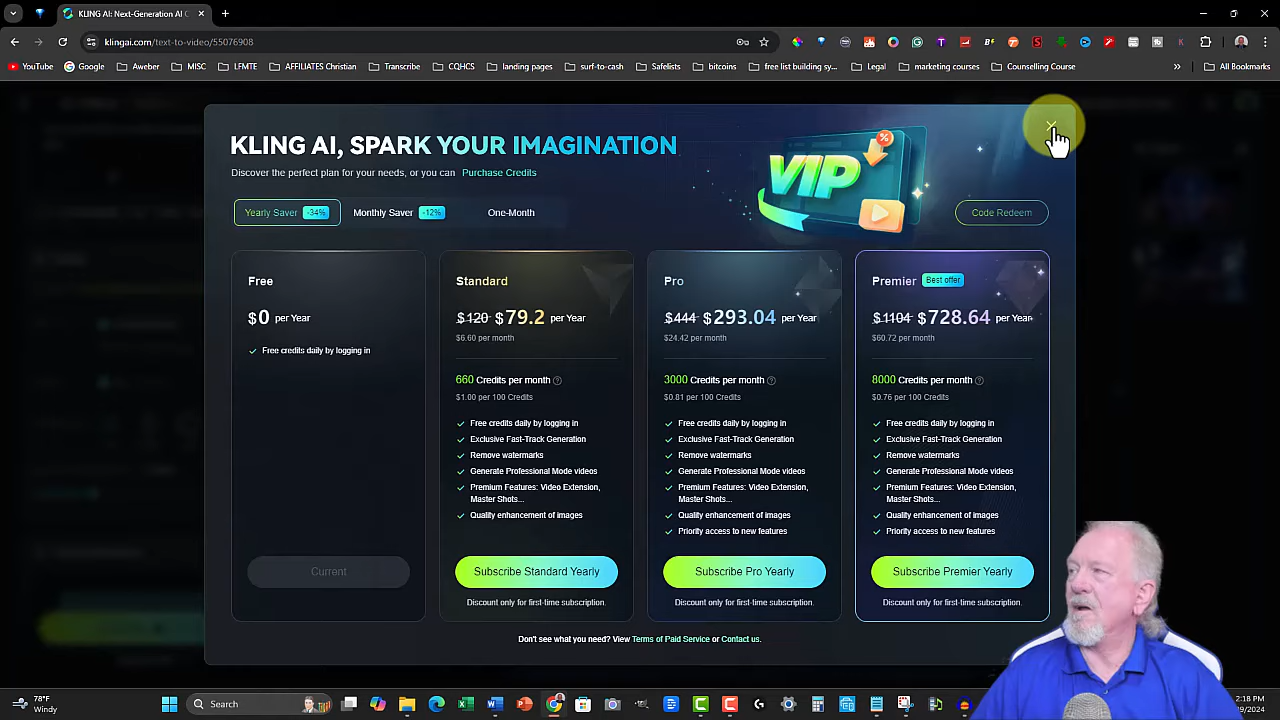 KLING AI: Next-Generation AI C
klingai.com/text-to-video/55076908
YouTube Google Aweber MISC LFMTE AFFILIATES Christian Transcribe CQHCS landing pages surf-to-cash Safelists bitcoins free list building sy... Legal marketing courses Counselling Course All Bookmarks
KLING AI, SPARK YOUR IMAGINATION
Discover the perfect plan for your needs, or you can Purchase Credits
VIP
%
Yearly Saver -34% Monthly Saver -12% One-Month
Code Redeem
Free
$0 per Year
Free credits daily by logging in
Current
Standard
$120 $79.2 per Year
$6.60 per month
660 Credits per month
$1.00 per 100 Credits
Free credits daily by logging in
Exclusive Fast-Track Generation
Remove watermarks
Generate Professional Mode videos
Premium Features: Video Extension,
Master Shots...
Quality enhancement of images
Subscribe Standard Yearly
Discount only for first-time subscription.
Pro
$444 $293.04 per Year
$24.42 per month
3000 Credits per month
$0.81 per 100 Credits
Free credits daily by logging in
Exclusive Fast-Track Generation
Remove watermarks
Generate Professional Mode videos
Premium Features: Video Extension,
Master Shots...
Quality enhancement of images
Priority access to new features
Subscribe Pro Yearly
Discount only for first-time subscription.
Premier Best offer
$1104 $728.64 per Year
$60.72 per month
8000 Credits per month
$0.76 per 100 Credits
Free credits daily by logging in
Exclusive Fast-Track Generation
Remove watermarks
Generate Professional Mode videos
Premium Features: Video Extension,
Master Shots...
Quality enhancement of images
Priority access to new features
Subscribe Premier Yearly
Discount only for first-time subscription.
Don't see what you need? View Terms of Paid Service or Contact us.
78°F
Windy
Search
2:18 PM
9/2024